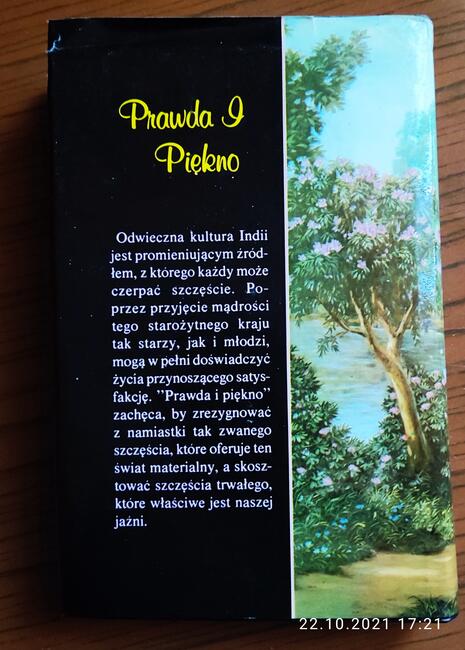 Prawda I
Piękno
Odwieczna kultura Indii
jest promieniującym źród-
łem, z którego każdy może
czerpać szczęście. Po-
przez przyjęcie mądrości
tego starożytnego kraju
tak starzy, jak i młodzi,
mogą w pełni doświadczyć
życia przynoszącego satys-
fakcję. "Prawda i piękno"
zachęca, by zrezygnować
z namiastki tak zwanego
szczęścia, które oferuje ten
świat materialny, a skosz-
tować szczęścia trwałego,
które właściwe jest naszej
jaźni.
22.10.2021 17:21